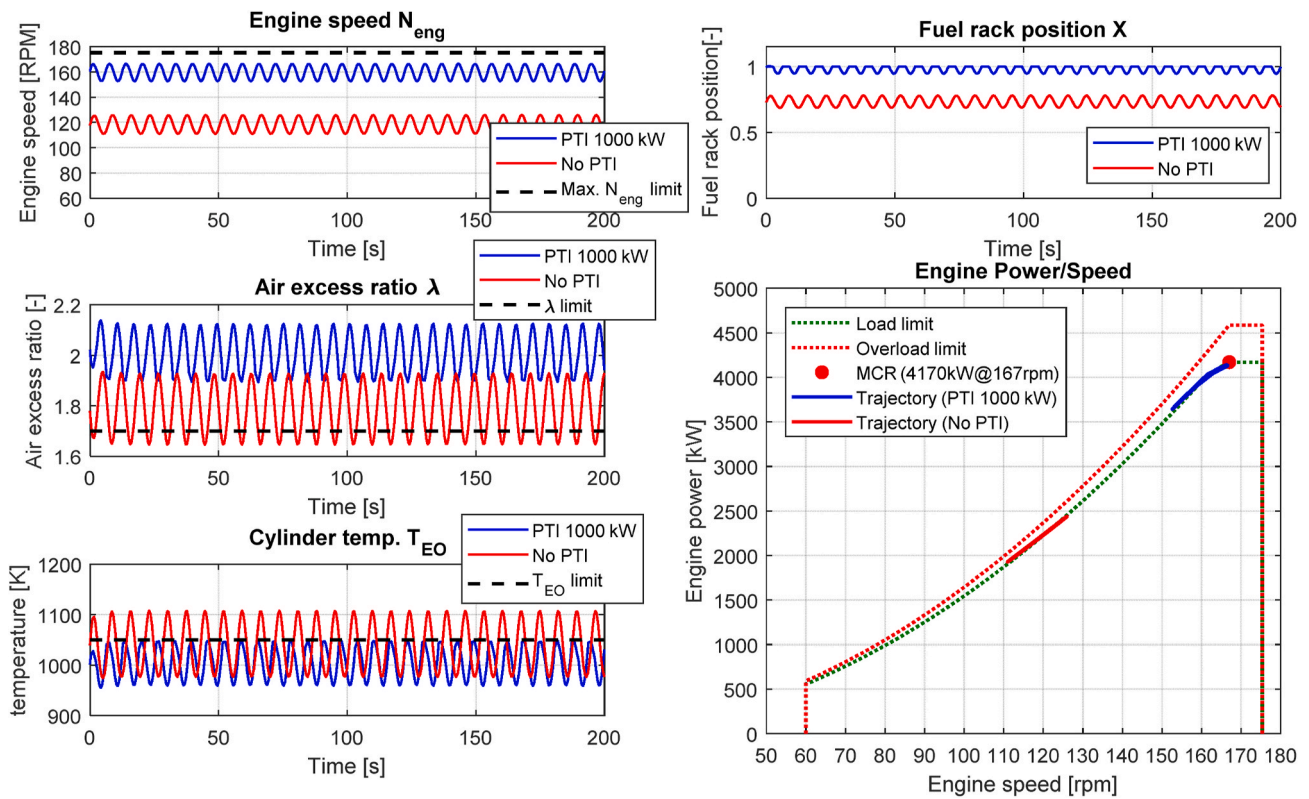 Engine speed N_eng
Engine speed [RPM]
180
160
140
120
100
80
60
0
50
100
150
200
Time [s]
PTI 1000 kW
No PTI
Max. N_eng limit
Fuel rack position X
Fuel rack position[-]
1
0.5
0
0
50
100
150
200
Time [s]
PTI 1000 kW
No PTI
Air excess ratio λ
Air excess ratio [-]
2.2
2
1.8
1.6
0
50
100
150
200
Time [s]
PTI 1000 kW
No PTI
λ limit
Cylinder temp. T_EO
temperature [K]
1200
1100
1000
900
0
50
100
150
200
Time [s]
PTI 1000 kW
No PTI
T_EO limit
Engine Power/Speed
Engine power [kW]
5000
4500
4000
3500
3000
2500
2000
1500
1000
500
0
50
60
70
80
90
100
110
120
130
140
150
160
170
180
Engine speed [rpm]
Load limit
Overload limit
MCR (4170kW@167rpm)
Trajectory (PTI 1000 kW)
Trajectory (No PTI)